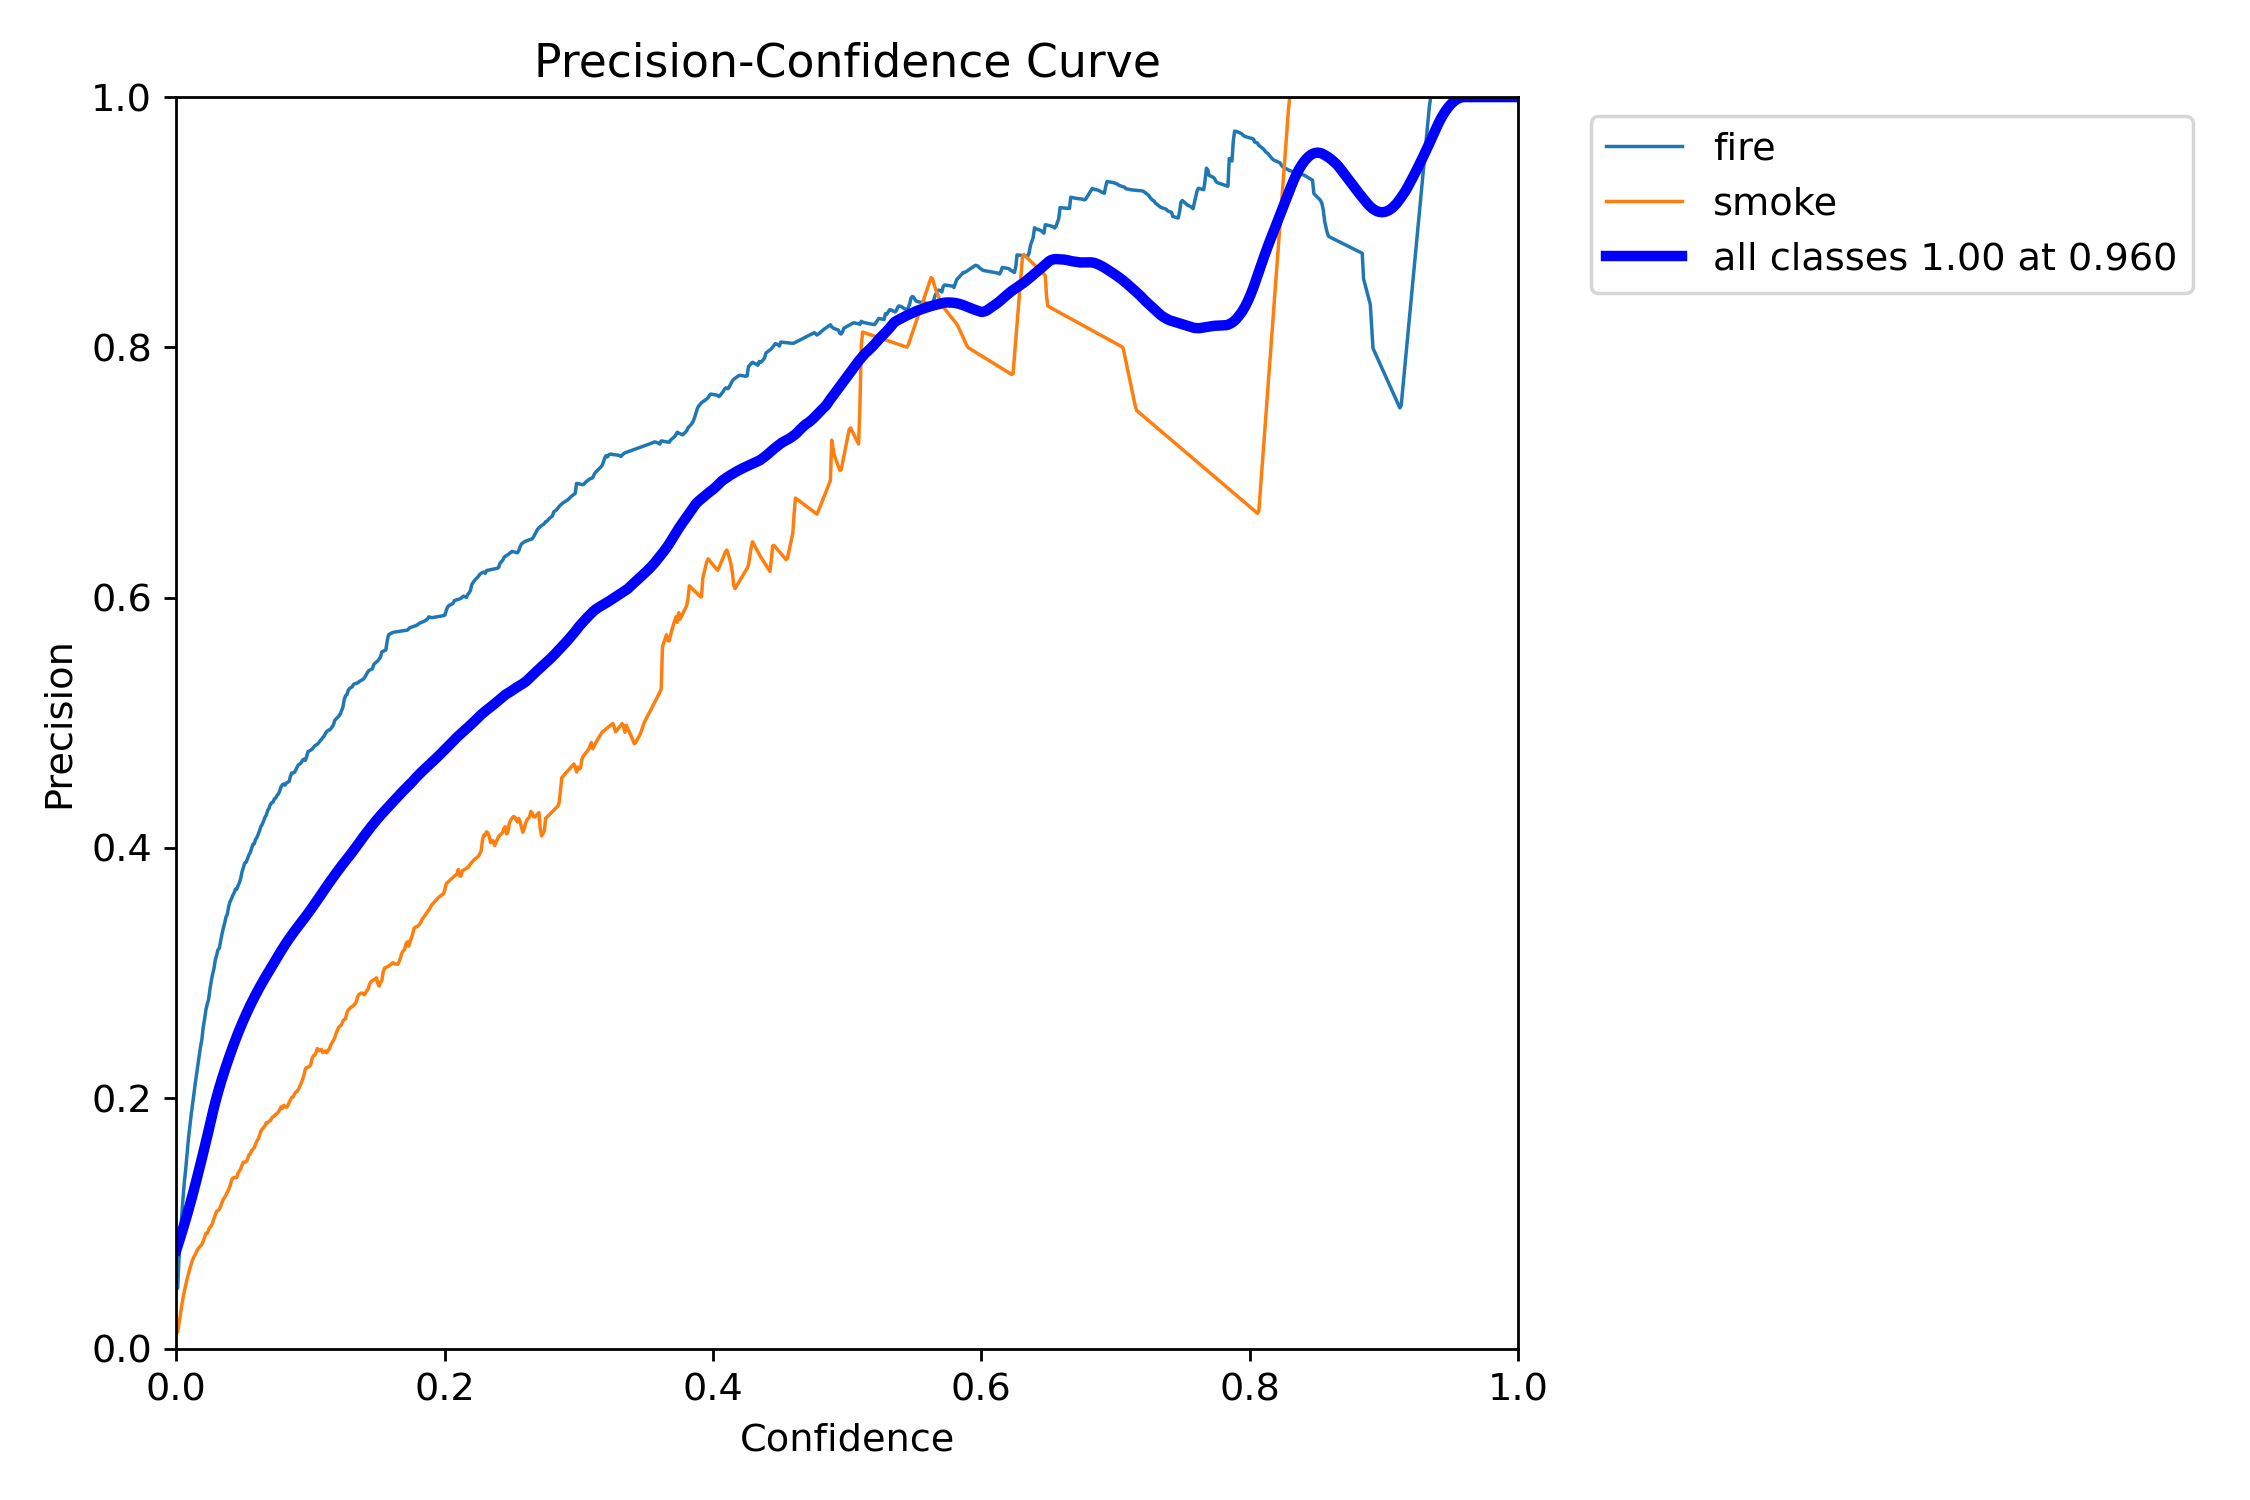 Precision-Confidence Curve
fire
smoke
all classes 1.00 at 0.960
Precision
1.0
0.8
0.6
0.4
0.2
0.0
0.0 0.2 0.4 0.6 0.8 1.0
Confidence